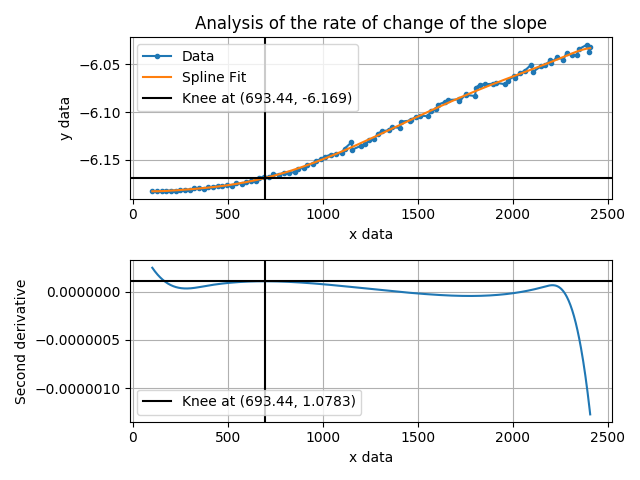 Analysis of the rate of change of the slope
Data
Spline Fit
Knee at (693.44, -6.169)
y data
−6.05
−6.10
−6.15
0 500 1000 1500 2000 2500
x data
Second derivative
0.0000000
−0.0000005
−0.0000010
Knee at (693.44, 1.0783)
0 500 1000 1500 2000 2500
x data